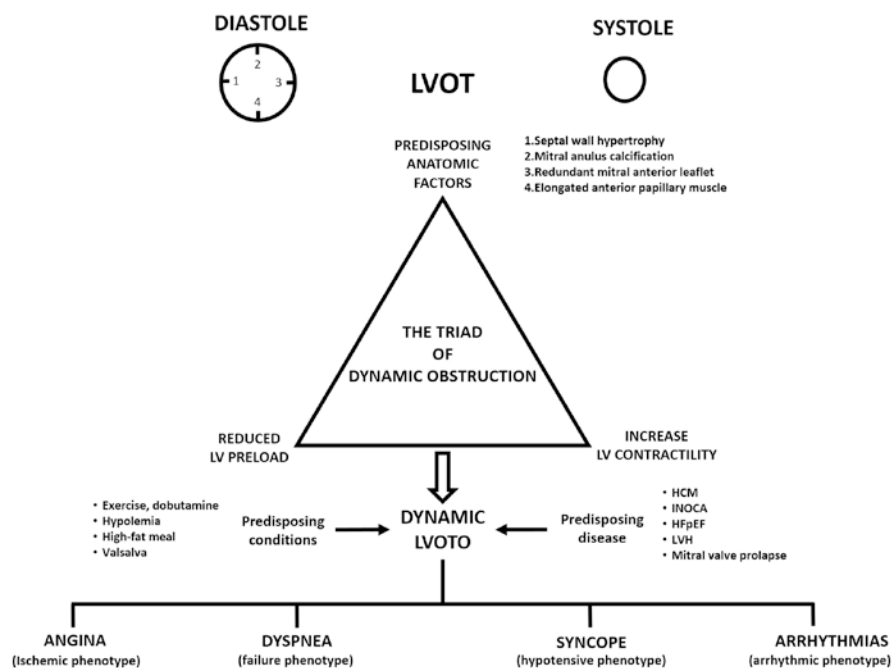 DIASTOLE
SYSTOLE
2
1
3
4
LVOT
PREDISPOSING
ANATOMIC
FACTORS
1.Septal wall hypertrophy
2.Mitral anulus calcification
3.Redundant mitral anterior leaflet
4.Elongated anterior papillary muscle
THE TRIAD
OF
DYNAMIC OBSTRUCTION
REDUCED
LV PRELOAD
INCREASE
LV CONTRACTILITY
• Exercise, dobutamine
• Hypolemia
• High-fat meal
• Valsalva
Predisposing
conditions
DYNAMIC
LVOTO
Predisposing
disease
• HCM
• INOCA
• HFpEF
• LVH
• Mitral valve prolapse
ANGINA
(Ischemic phenotype)
DYSPNEA
(failure phenotype)
SYNCOPE
(hypotensive phenotype)
ARRHYTHMIAS
(arrhythmic phenotype)